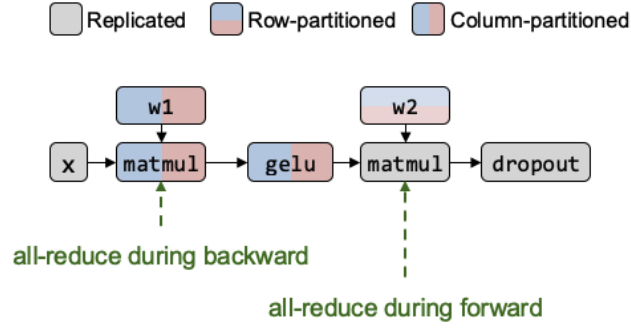 Replicated Row-partitioned Column-partitioned
w1 w2
x matmul gelu matmul dropout
all-reduce during backward
all-reduce during forward